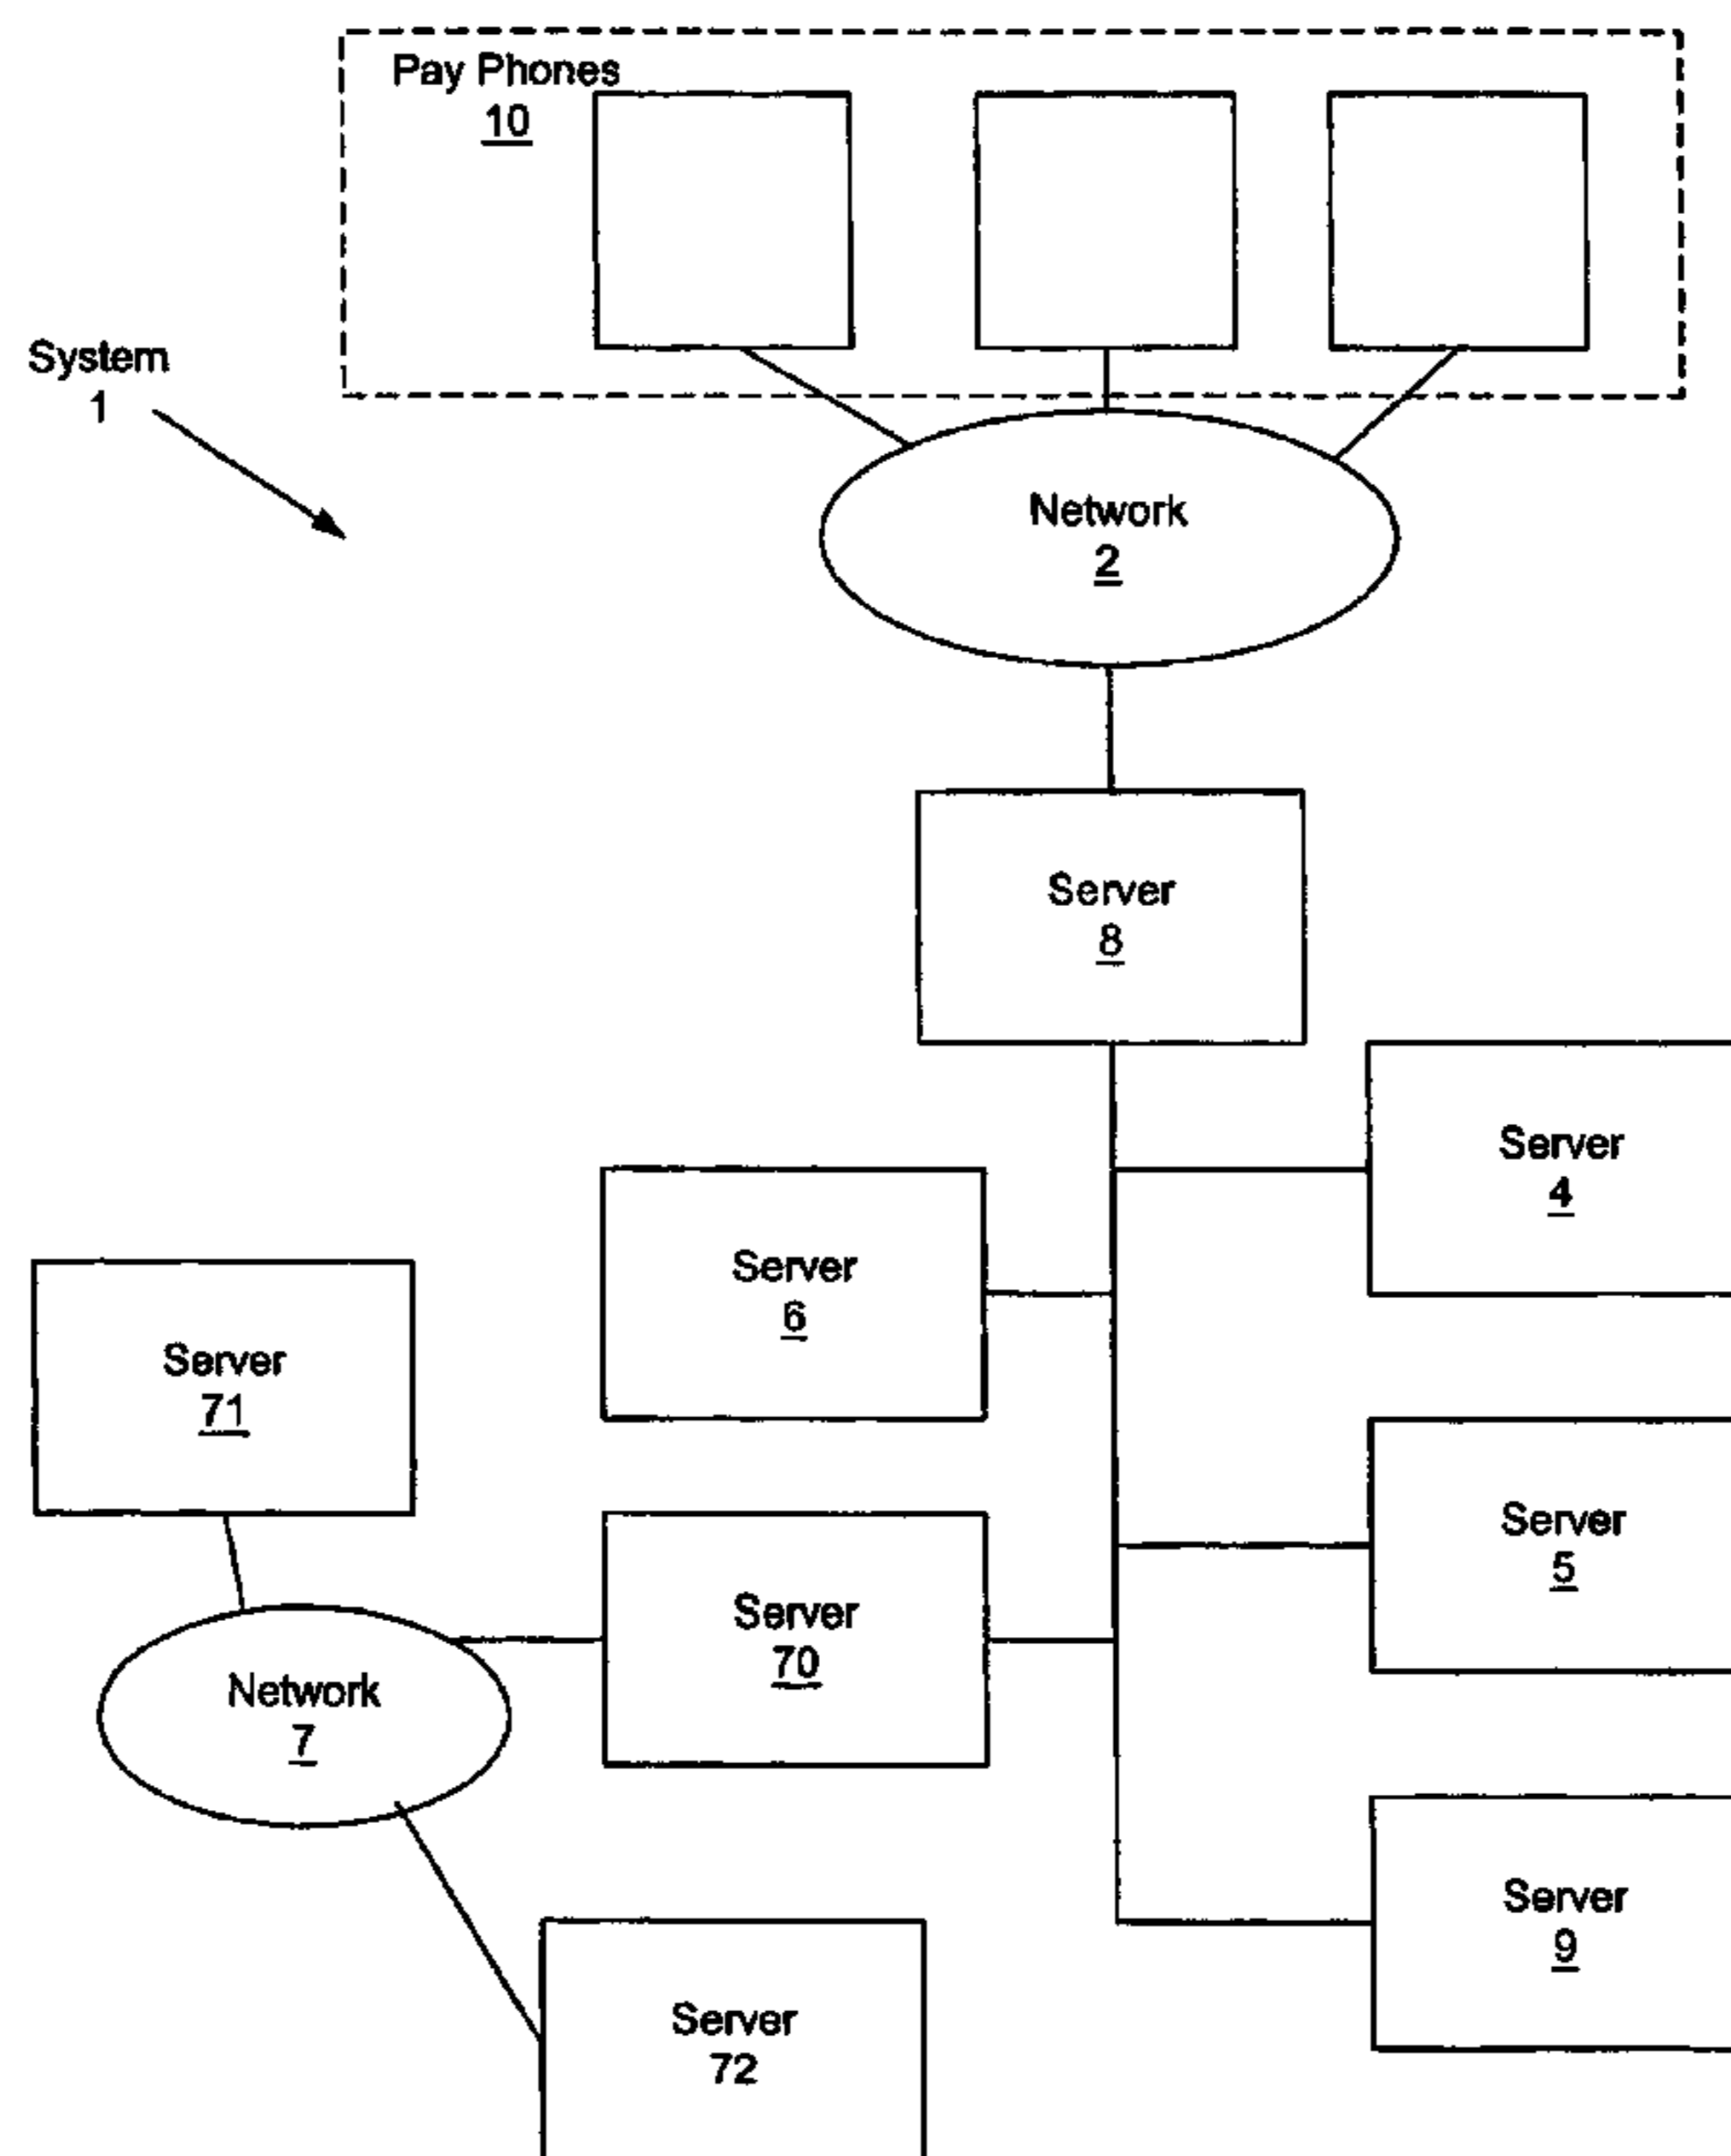 Pay Phones
10
System
1
Network
2
Server
8
Server
4
Server
6
Server
71
Server
5
Server
70
Network
7
Server
9
Server
72